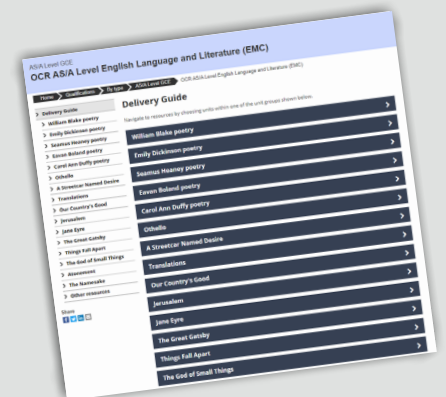 AS/A Level GCE
OCR AS/A Level English Language and Literature (EMC)
Home
Qualifications
By type
AS/A Level GCE
OCR AS/A Level English Language and Literature (EMC)
Delivery Guide
William Blake poetry
Emily Dickinson poetry
Seamus Heaney poetry
Eavan Boland poetry
Carol Ann Duffy poetry
Othello
A Streetcar Named Desire
Translations
Our Country's Good
Jerusalem
Jane Eyre
The Great Gatsby
Things Fall Apart
The God of Small Things
Atonement
The Namesake
Other resources
Share
Delivery Guide
Navigate to resources by choosing units within one of the unit groups shown below.
William Blake poetry
Emily Dickinson poetry
Seamus Heaney poetry
Eavan Boland poetry
Carol Ann Duffy poetry
Othello
A Streetcar Named Desire
Translations
Our Country's Good
Jerusalem
Jane Eyre
The Great Gatsby
Things Fall Apart
The God of Small Things